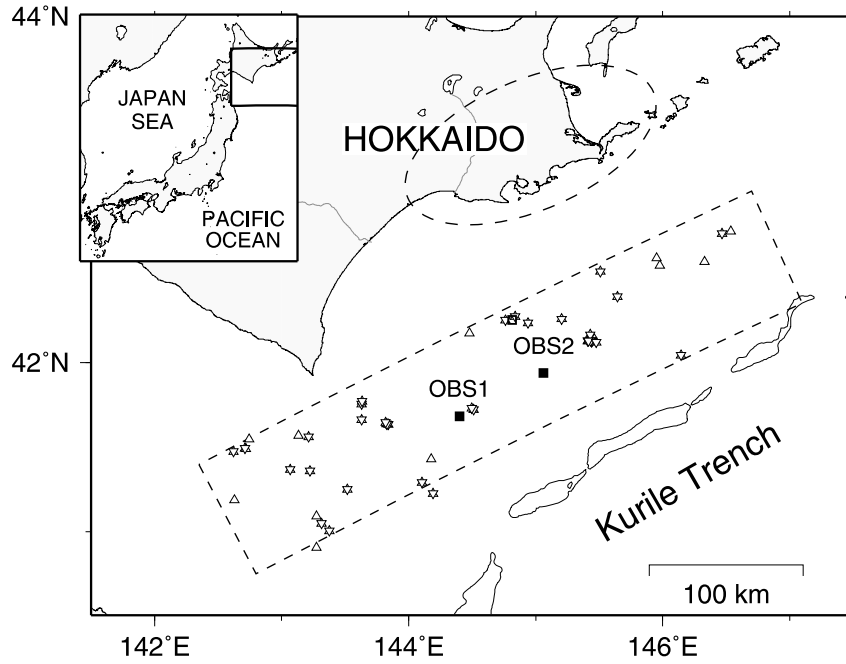 44˚N
JAPAN
SEA
HOKKAIDO
PACIFIC
OCEAN
42˚N
OBS2
OBS1
Kurile Trench
100 km
142˚E
144˚E
146˚E